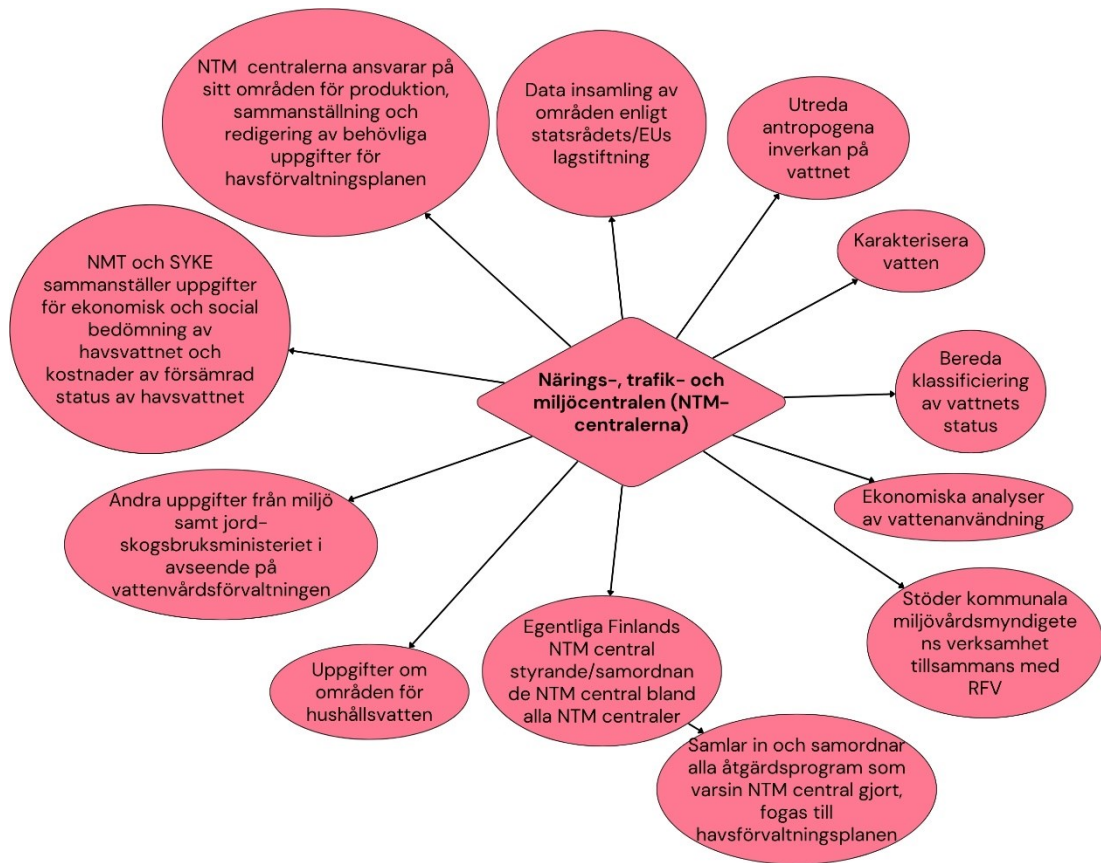 NTM centralerna ansvarar på
sitt områden för produktion,
sammanställning och
redigering av behövliga
uppgifter för
havsförvaltningsplanen
Data insamling av
områden enligt
statsrådets/EUs
lagstiftning
Utreda
antropogena
inverkan på
vattnet
Karakterisera
vatten
NMT och SYKE
sammanställer uppgifter
för ekonomisk och social
bedömning av
havsvattnet och
kostnader av försämrad
status av havsvattnet
Närings-, trafik- och
miljöcentralen (NTM-
centralerna)
Bereda
klassificiering
av vattnets
status
Ekonomiska analyser
av vattenanvändning
Andra uppgifter från miljö
samt jord-
skogsbruksministeriet i
avseende på
vattenvårdsförvaltningen
Stöder kommunala
miljövårdsmyndigete
ns verksamhet
tillsammans med
RFV
Uppgifter om
områden för
hushållsvatten
Egentliga Finlands
NTM central
styrande/samordnan
de NTM central bland
alla NTM centraler
Samlar in och samordnar
alla åtgärdsprogram som
varsin NTM central gjort,
fogas till
havsförvaltningsplanen